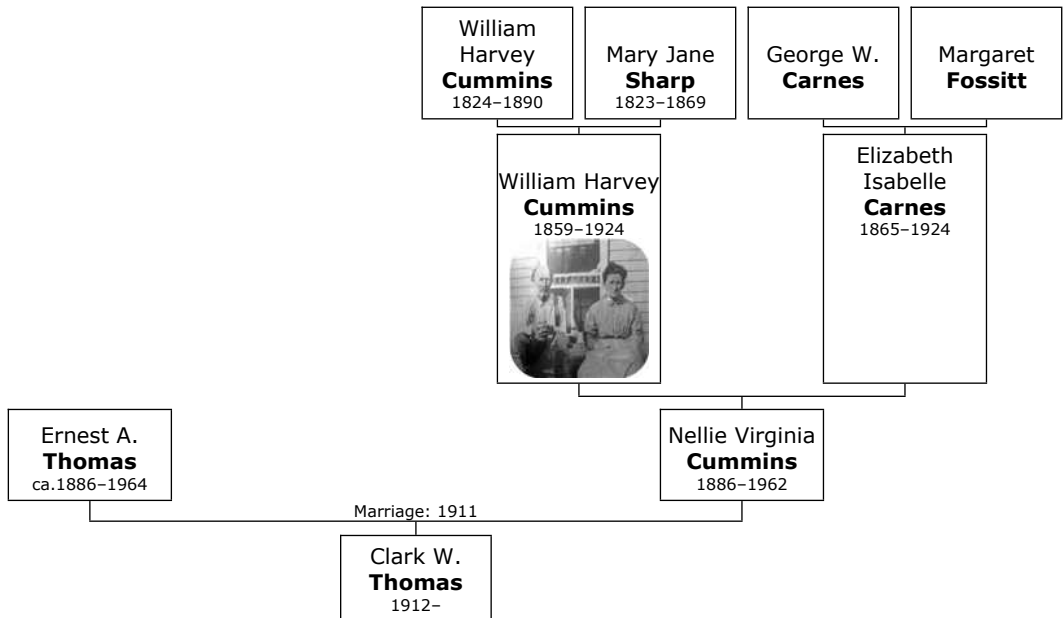 William
Harvey
Cummins
1824–1890
Mary Jane
Sharp
1823–1869
George W.
Carnes
Margaret
Fossitt
William Harvey
Cummins
1859–1924
Elizabeth
Isabelle
Carnes
1865–1924
Ernest A.
Thomas
ca.1886–1964
Nellie Virginia
Cummins
1886–1962
Marriage: 1911
Clark W.
Thomas
1912–